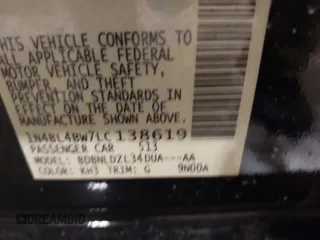 THIS VEHICLE CONFORMS TO
ALL APPLICABLE FEDERAL
MOTOR VEHICLE SAFETY,
BUMPER, AND THEFT
PREVENTION STANDARDS IN
EFFECT ON THE DATE OF
MANUFACTURE SHOWN ABOVE.
1N4BL4BW7LC138619
PASSENGER CAR 513
MODEL: BDBNLDZL34DUA---AA
COLOR: KH3 TRIM: G 9N00A
DREAMBID